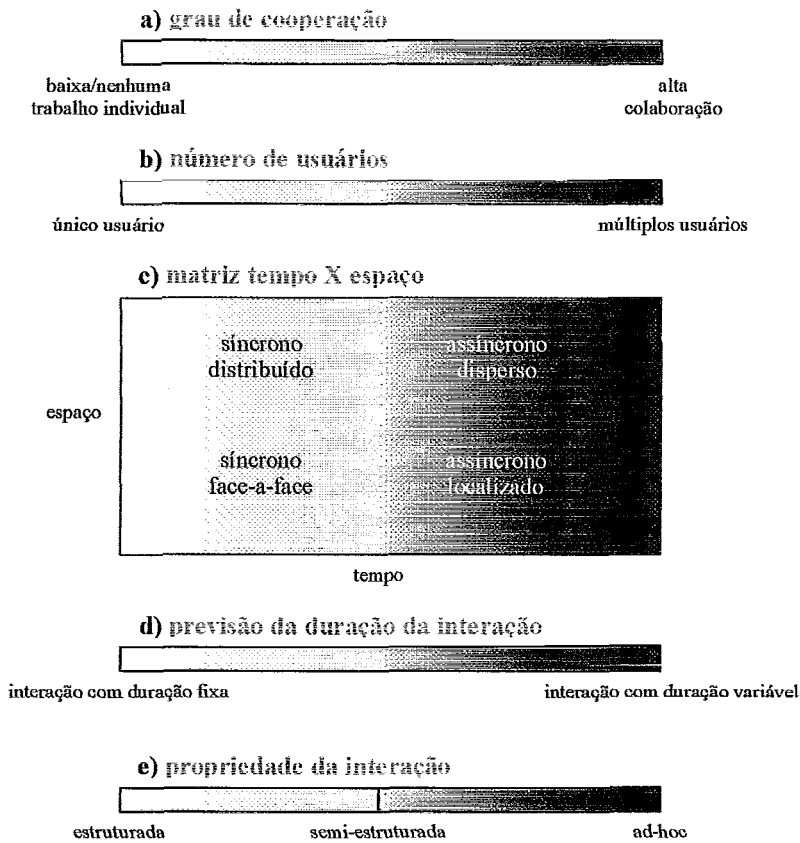 a) grau de cooperação
baixa/nenhuma
trabalho individual
alta
colaboração
b) número de usuários
único usuário
múltiplos usuários
c) matriz tempo X espaço
síncrono
distribuído
assíncrono
disperso
espaço
síncrono
face-a-face
assíncrono
localizado
tempo
d) previsão da duração da interação
interação com duração fixa
interação com duração variável
e) propriedade da interação
estruturada
semi-estruturada
ad-hoc